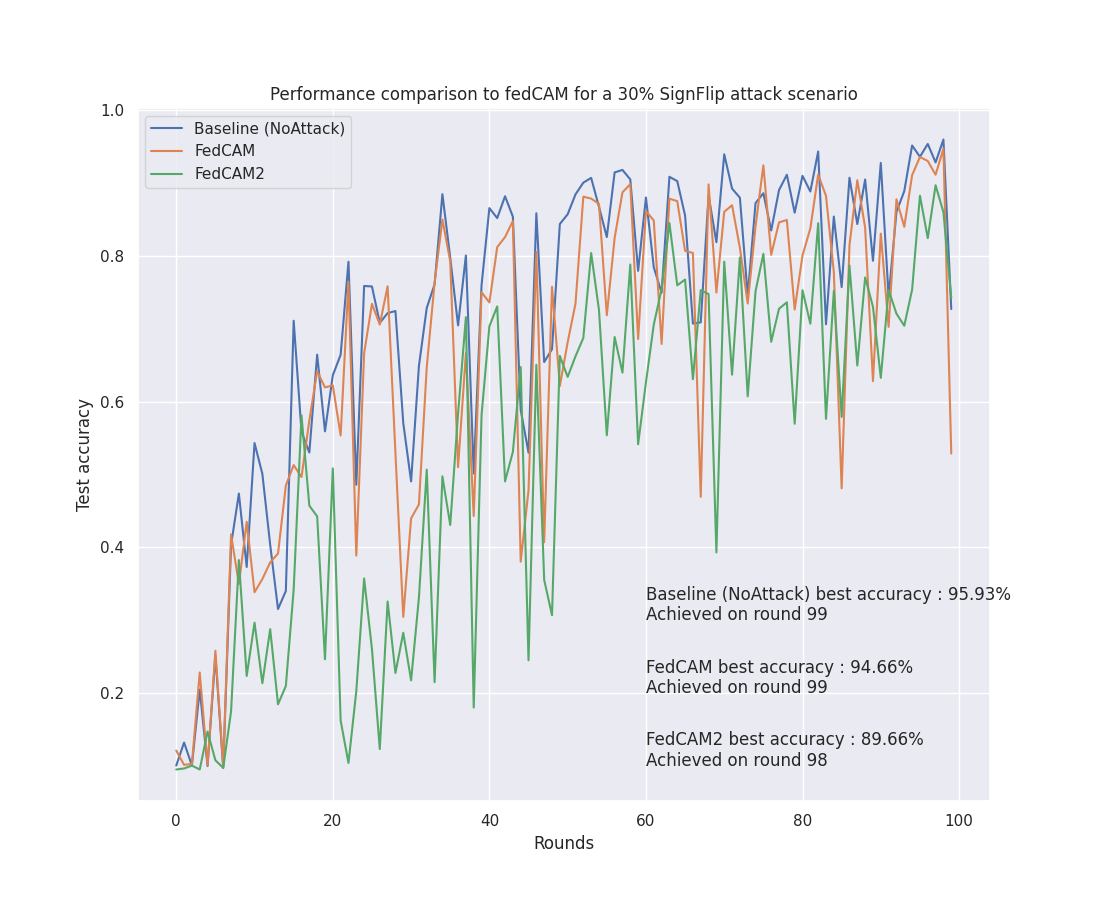 Performance comparison to fedCAM for a 30% SignFlip attack scenario
Baseline (NoAttack)
FedCAM
FedCAM2
1.0
0.8
0.6
0.4
0.2
Test accuracy
Baseline (NoAttack) best accuracy : 95.93%
Achieved on round 99
FedCAM best accuracy : 94.66%
Achieved on round 99
FedCAM2 best accuracy : 89.66%
Achieved on round 98
0 20 40 60 80 100
Rounds